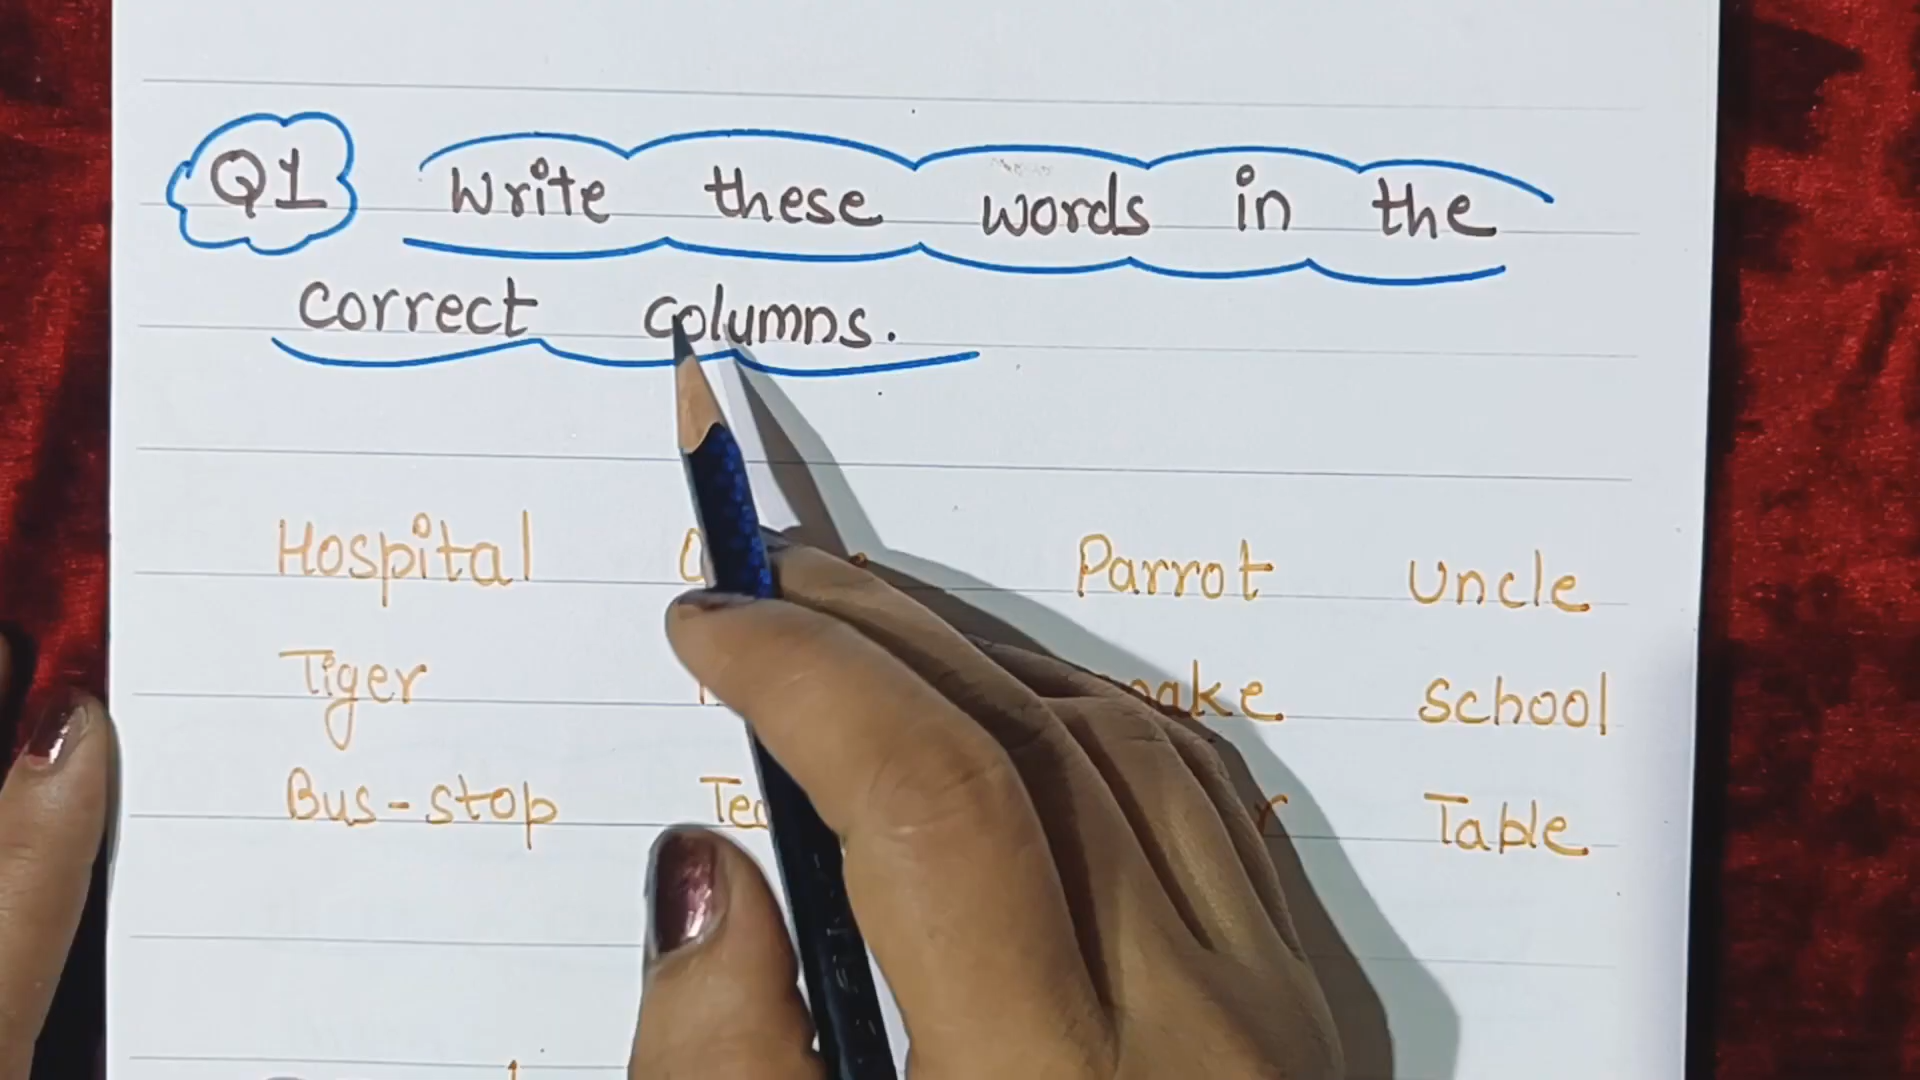 Q1 Write these words in the
correct columns.
Hospital Parrot Uncle
Tiger School
Bus-stop Table